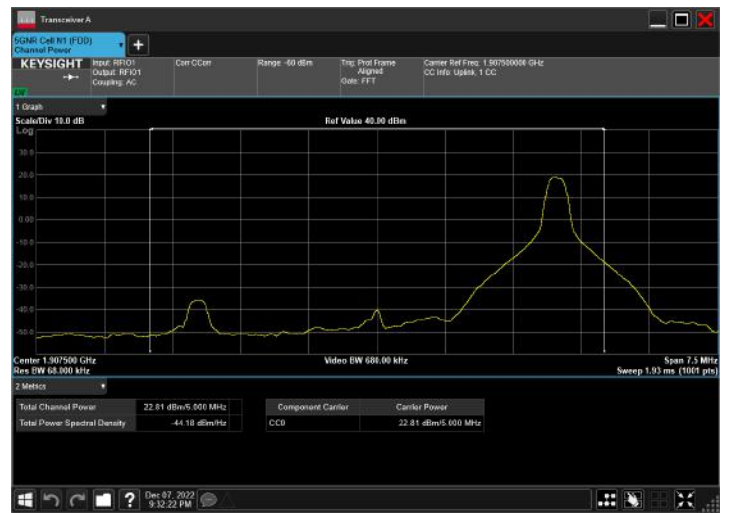 Transceiver A
5GNR Cell N1 (FDD)
Channel Power
+
KEYSIGHT
Input: RFIO1
Output: RFIO1
Coupling: AC
Corr CCorr
Range -60 dBm
Trig: Prot Frame
Aligned
Gate: FFT
Carrier Ref Freq: 1.907500000 GHz
CC Info: Uplink, 1 CC
1 Graph
Scale/Div 10.0 dB
Ref Value 40.00 dBm
Log
30.0
20.0
10.0
0.00
-10.0
-20.0
-30.0
-40.0
-50.0
Center 1.907500 GHz
Video BW 680.00 kHz
Span 7.5 MHz
Res BW 68.000 kHz
Sweep 1.93 ms (1001 pts)
2 Metrics
Total Channel Power 22.81 dBm/5.000 MHz
Total Power Spectral Density -44.18 dBm/Hz
Component Carrier Carrier Power
CC0 22.81 dBm/5.000 MHz
?
Dec 07, 2022
9:32:22 PM